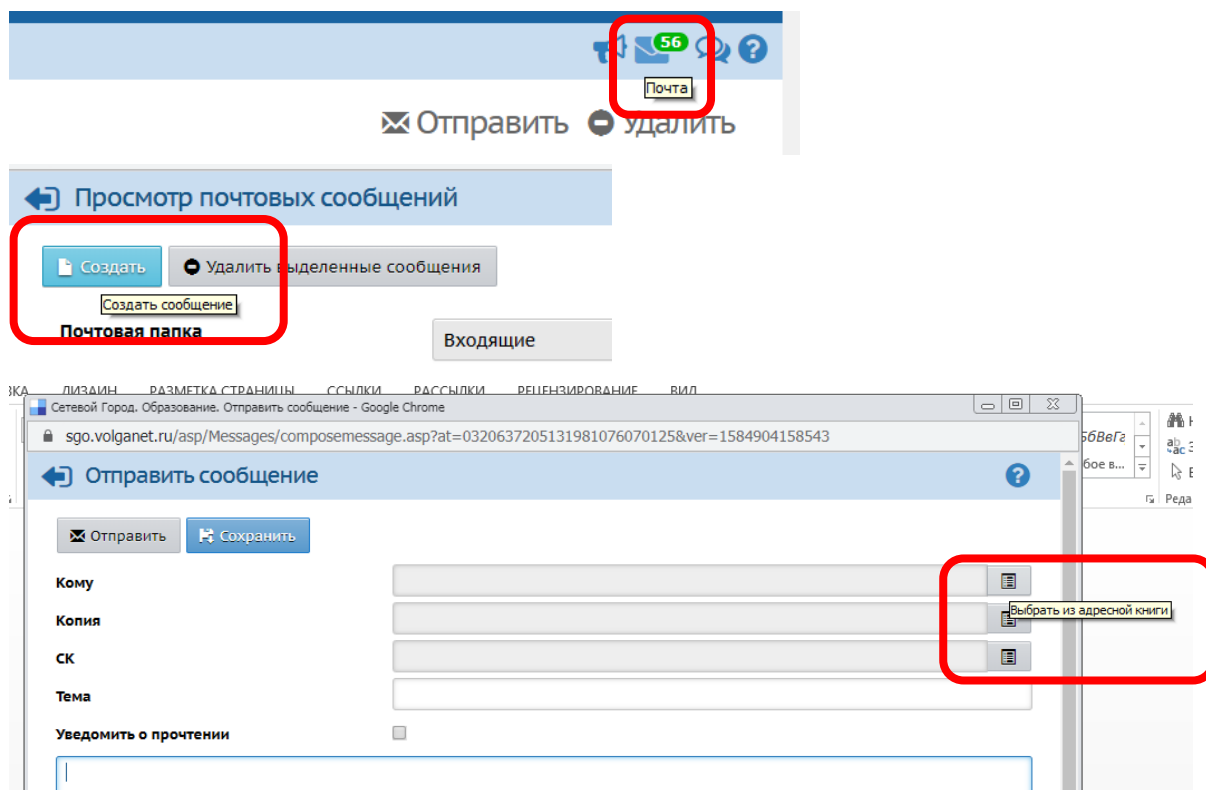 56
Почта
Отправить Удалить
Просмотр почтовых сообщений
Создать Удалить выделенные сообщения
Создать сообщение
Почтовая папка Входящие
ДИЗАЙН РАЗМЕТКА СТРАНИЦЫ ССЫЛКИ РАССЫЛКИ РЕЦЕНЗИРОВАНИЕ ВИД
Сетевой Город. Образование. Отправить сообщение - Google Chrome
sgo.volganet.ru/asp/Messages/composemessage.asp?at=0320637205131981076070125&ver=1584904158543
Отправить сообщение
Отправить Сохранить
Кому
Выбрать из адресной книги
Копия
СК
Тема
Уведомить о прочтении